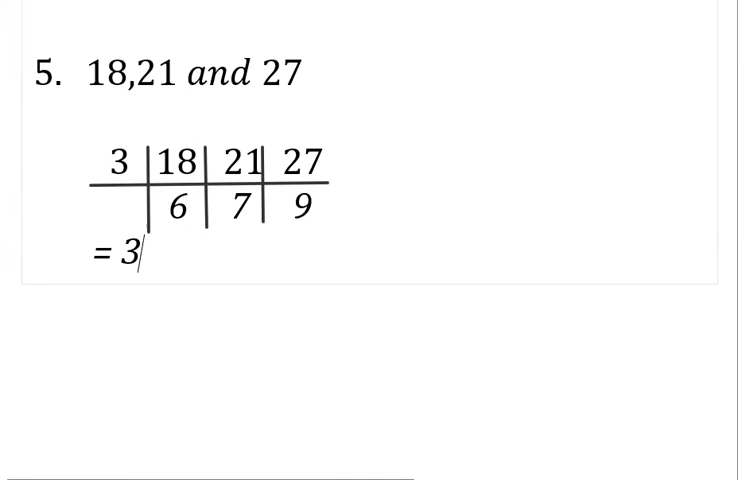 5. 18,21 and 27
3 18 21 27
6 7 9
= 3